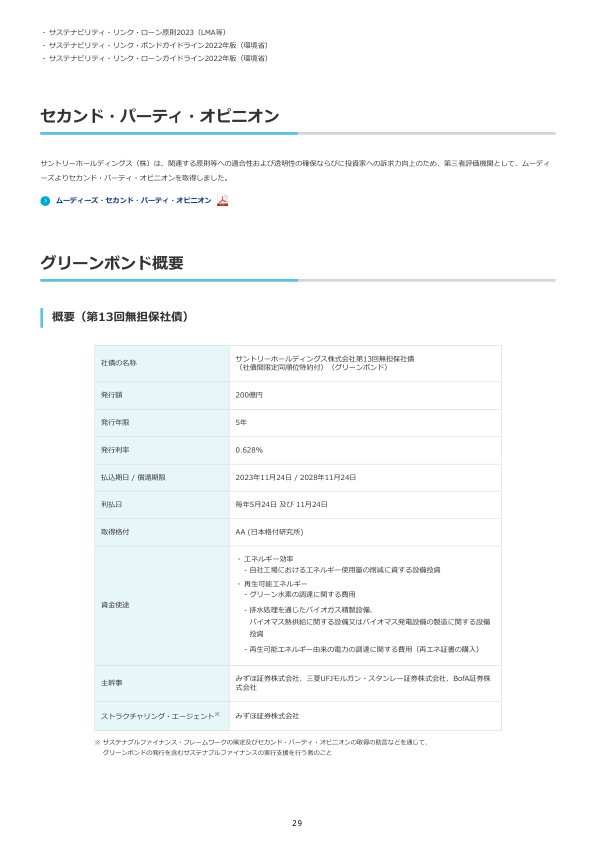 ・ サステナビリティ・リンク・ローン原則2023（LMA等）
・ サステナビリティ・リンク・ボンドガイドライン2022年版（環境省）
・ サステナビリティ・リンク・ローンガイドライン2022年版（環境省）
セカンド・パーティ・オピニオン
サントリーホールディングス（株）は、関連する原則等への適合性および透明性の確保ならびに投資家への訴求力向上のため、第三者評価機関として、ムーディ
ーズよりセカンド・パーティ・オピニオンを取得しました。
ムーディーズ・セカンド・パーティ・オピニオン
グリーンボンド概要
概要（第13回無担保社債）
社債の名称
サントリーホールディングス株式会社第13回無担保社債
（社債間限定同順位特約付）（グリーンボンド）
発行額
200億円
発行年限
5年
発行利率
0.628%
払込期日 / 償還期限
2023年11月24日 / 2028年11月24日
利払日
毎年5月24日 及び 11月24日
取得格付
AA (日本格付研究所)
資金使途
・ エネルギー効率
- 自社工場におけるエネルギー使用量の削減に資する設備投資
・ 再生可能エネルギー
- グリーン水素の調達に関する費用
- 排水処理を通じたバイオガス精製設備、
バイオマス熱供給に関する設備又はバイオマス発電設備の製造に関する設備
投資
- 再生可能エネルギー由来の電力の調達に関する費用（再エネ証書の購入）
主幹事
みずほ証券株式会社、三菱UFJモルガン・スタンレー証券株式会社、BofA証券株
式会社
ストラクチャリング・エージェント※
みずほ証券株式会社
※ サステナブルファイナンス・フレームワークの策定及びセカンド・パーティ・オピニオンの取得の助言などを通じて、
グリーンボンドの発行を含むサステナブルファイナンスの実行支援を行う者のこと
29